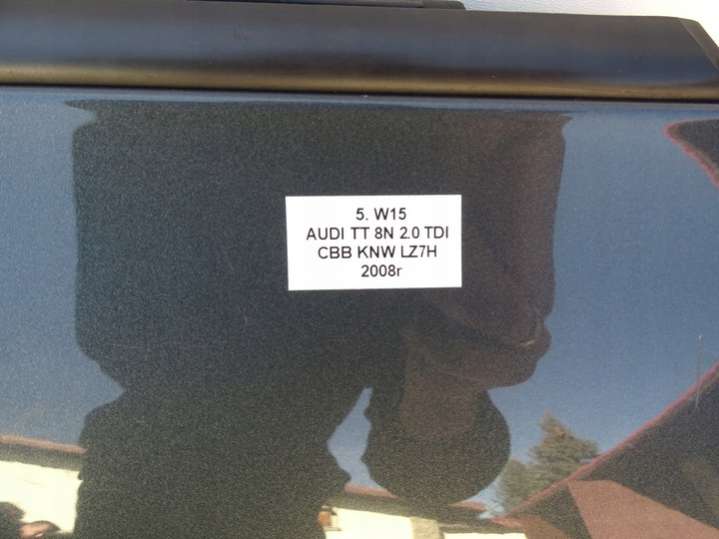 5. W15
AUDI TT 8N 2.0 TDI
CBB KNW LZ7H
2008r